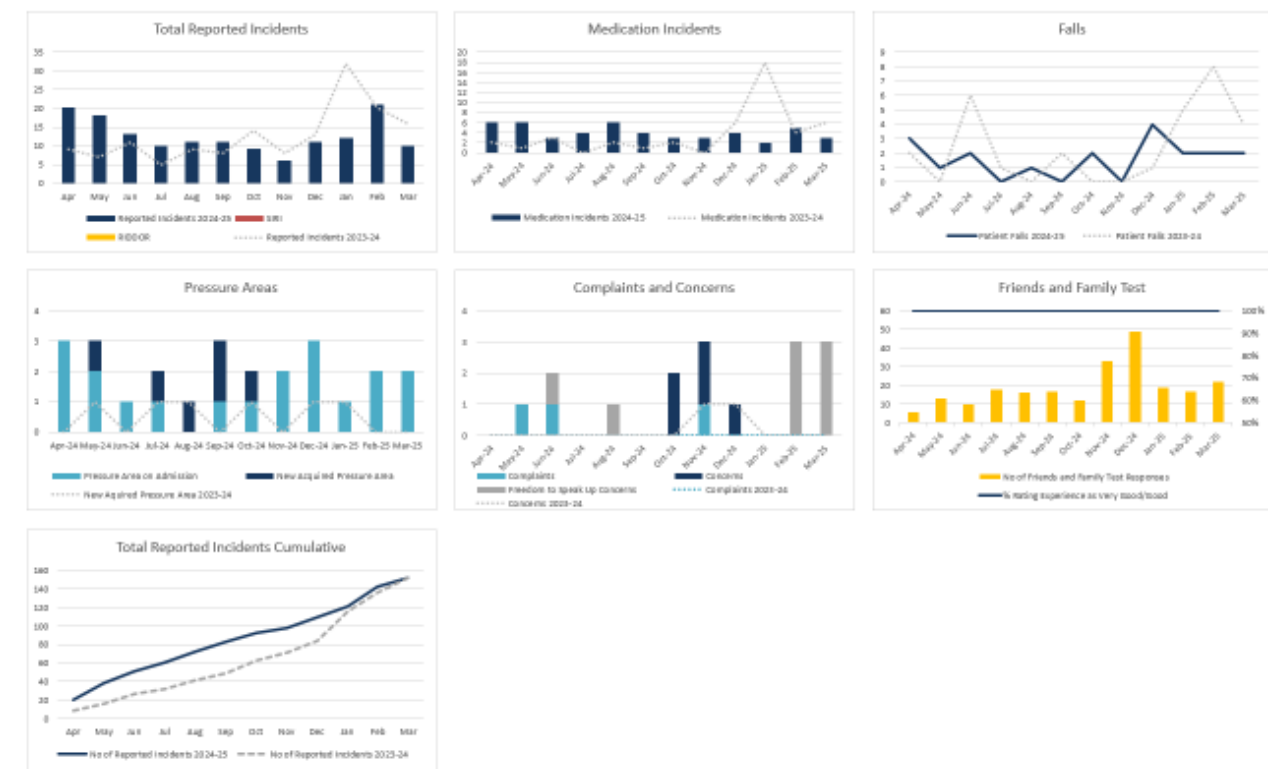 Total Reported Incidents
35
30
25
20
15
10
5
0
Apr May Jun Jul Aug Sep Oct Nov Dec Jan Feb Mar
Reported Incidents 2024-25 SIRI
RIDDOR Reported Incidents 2023-24
Medication Incidents
20
18
16
14
12
10
8
6
4
2
0
Apr-24 May-24 Jun-24 Jul-24 Aug-24 Sep-24 Oct-24 Nov-24 Dec-24 Jan-25 Feb-25 Mar-25
Medication Incidents 2024-25 Medication Incidents 2023-24
Falls
9
8
7
6
5
4
3
2
1
0
Apr-24 May-24 Jun-24 Jul-24 Aug-24 Sep-24 Oct-24 Nov-24 Dec-24 Jan-25 Feb-25 Mar-25
Patient Falls 2024-25 Patient Falls 2023-24
Pressure Areas
4
3
2
1
0
Apr-24 May-24 Jun-24 Jul-24 Aug-24 Sep-24 Oct-24 Nov-24 Dec-24 Jan-25 Feb-25 Mar-25
Pressure Area on Admission New Acquired Pressure Area
New Aquired Pressure Area 2023-24
Complaints and Concerns
4
3
2
1
0
Apr-24 May-24 Jun-24 Jul-24 Aug-24 Sep-24 Oct-24 Nov-24 Dec-24 Jan-25 Feb-25 Mar-25
Complaints Concerns
Freedom to Speak Up Concerns Complaints 2023-24
Concerns 2023-24
Friends and Family Test
60
50
40
30
20
10
0
100%
90%
80%
70%
60%
50%
Apr-24 May-24 Jun-24 Jul-24 Aug-24 Sep-24 Oct-24 Nov-24 Dec-24 Jan-25 Feb-25 Mar-25
No of Friends and Family Test Responses
% Rating Experience as Very Good/Good
Total Reported Incidents Cumulative
160
140
120
100
80
60
40
20
0
Apr May Jun Jul Aug Sep Oct Nov Dec Jan Feb Mar
No of Reported Incidents 2024-25 No of Reported Incidents 2023-24